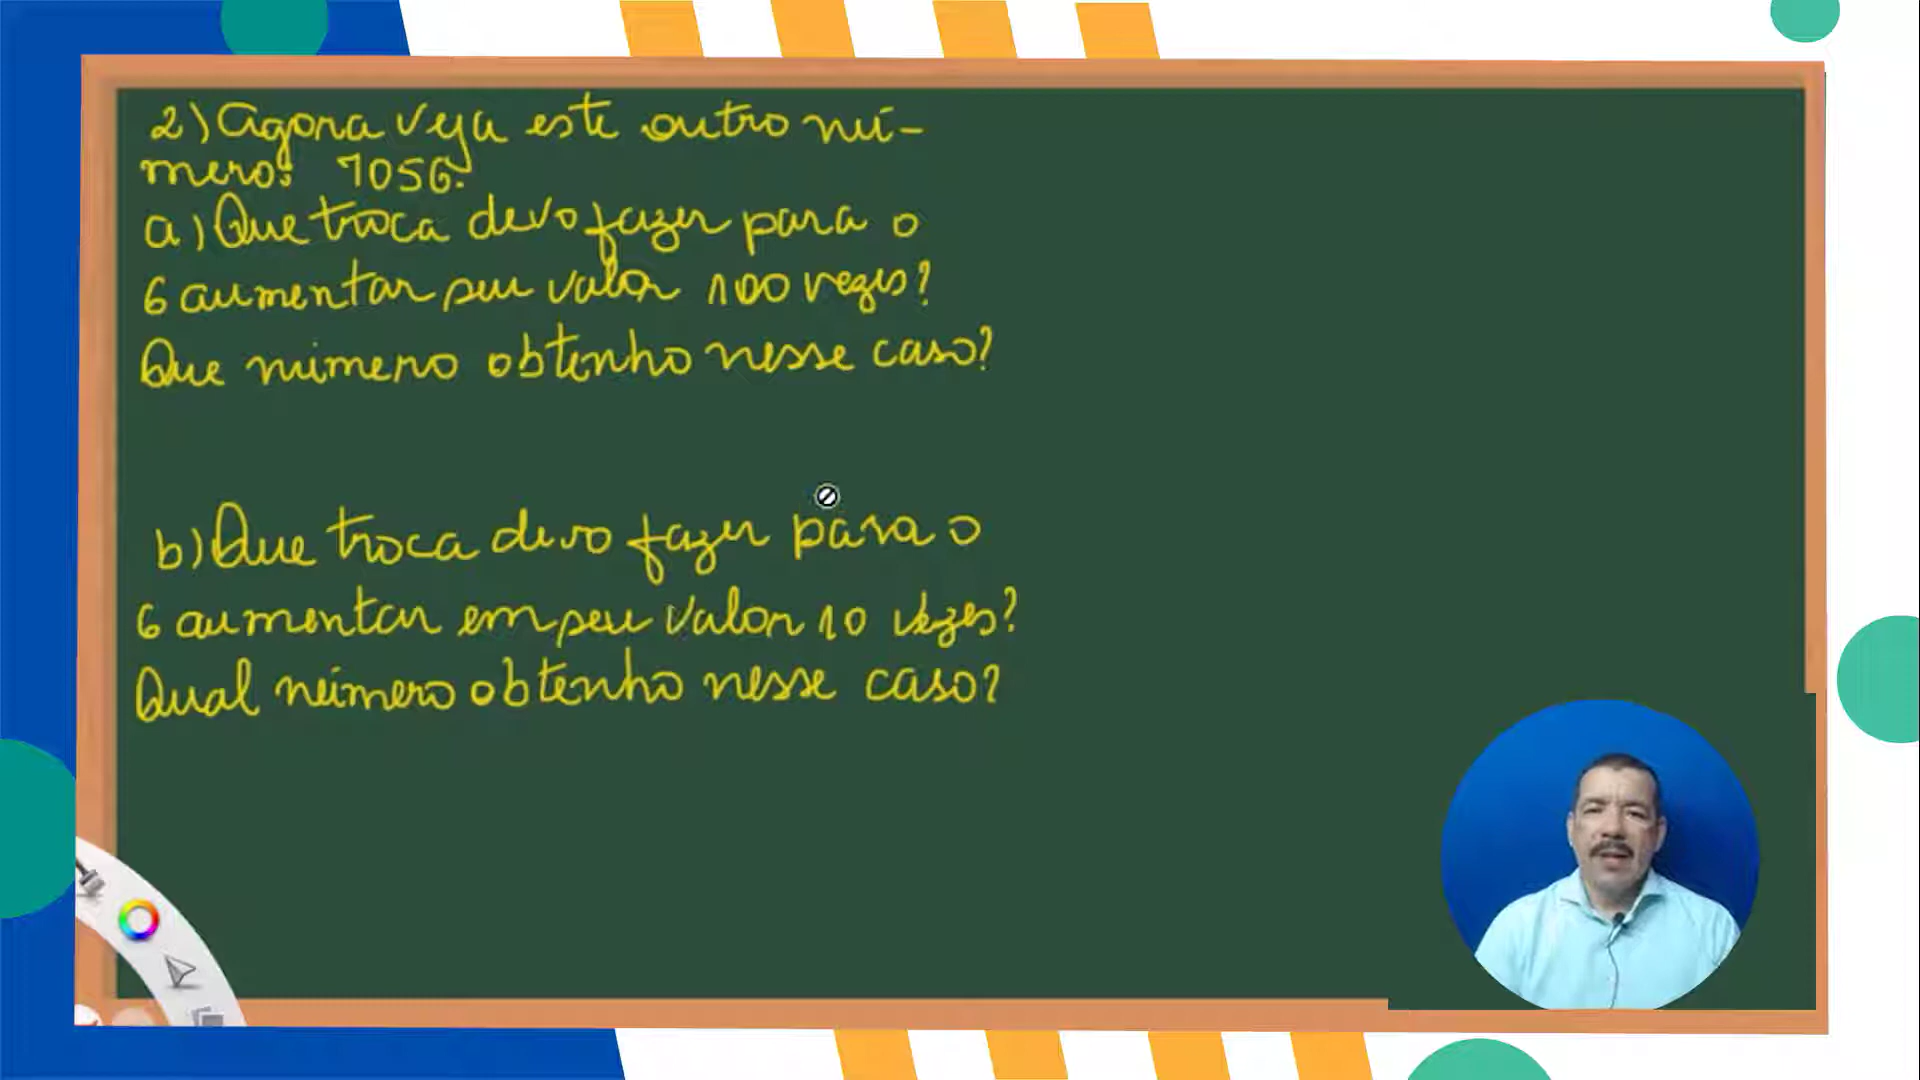 2) Agora veja este outro nú-
mero: 7056.
a) Que troca devo fazer para o
6 aumentar seu valor 100 vezes?
Que número obtenho nesse caso?
b) Que troca devo fazer para o
6 aumentar em seu valor 10 vezes?
Qual número obtenho nesse caso?